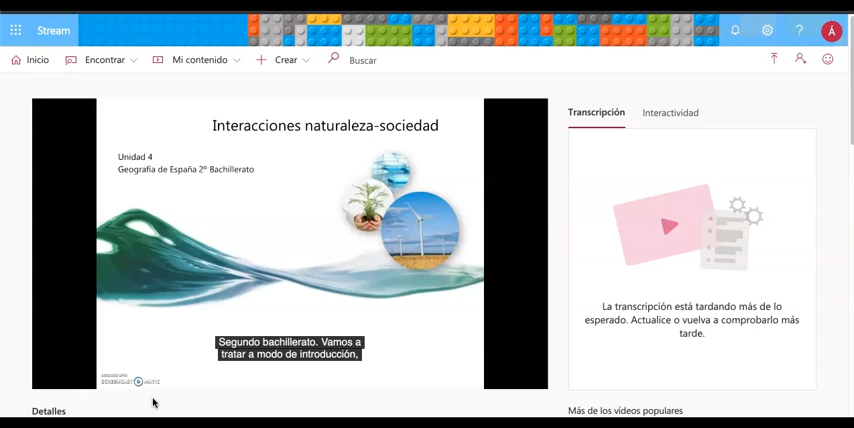 Stream
Á
Inicio
Encontrar
Mi contenido
Crear
Buscar
Interacciones naturaleza-sociedad
Unidad 4
Geografía de España 2º Bachillerato
Segundo bachillerato. Vamos a
tratar a modo de introducción,
SCREENCAST MATIC
Detalles
Transcripción
Interactividad
La transcripción está tardando más de lo
esperado. Actualice o vuelva a comprobarlo más
tarde.
Más de los vídeos populares